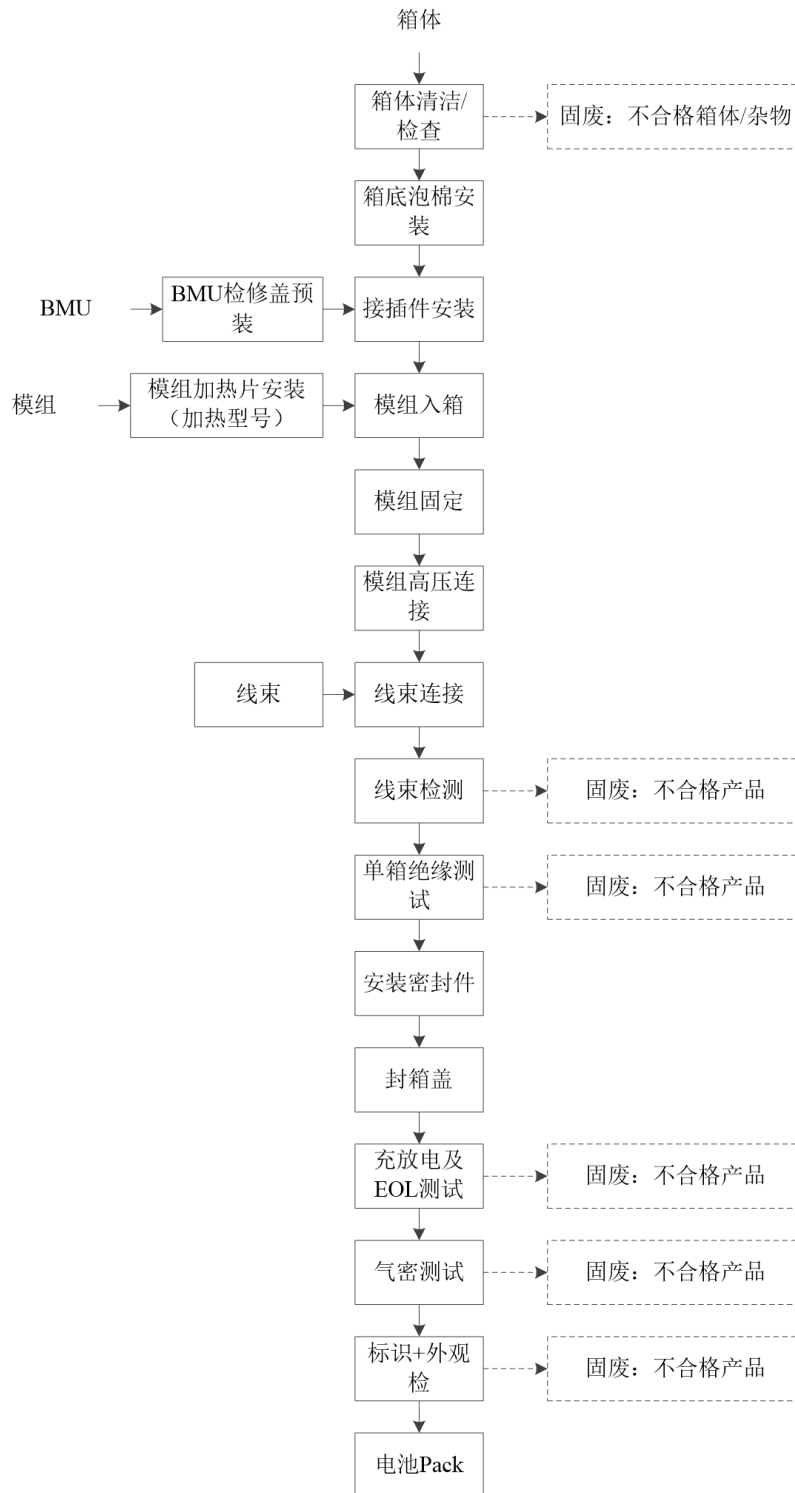 箱体
箱体清洁/
检查
固废：不合格箱体/杂物
箱底泡棉安
装
BMU
BMU检修盖预
装
接插件安装
模组
模组加热片安装
（加热型号）
模组入箱
模组固定
模组高压连
接
线束
线束连接
线束检测
固废：不合格产品
单箱绝缘测
试
固废：不合格产品
安装密封件
封箱盖
充放电及
EOL测试
固废：不合格产品
气密测试
固废：不合格产品
标识+外观
检
固废：不合格产品
电池Pack